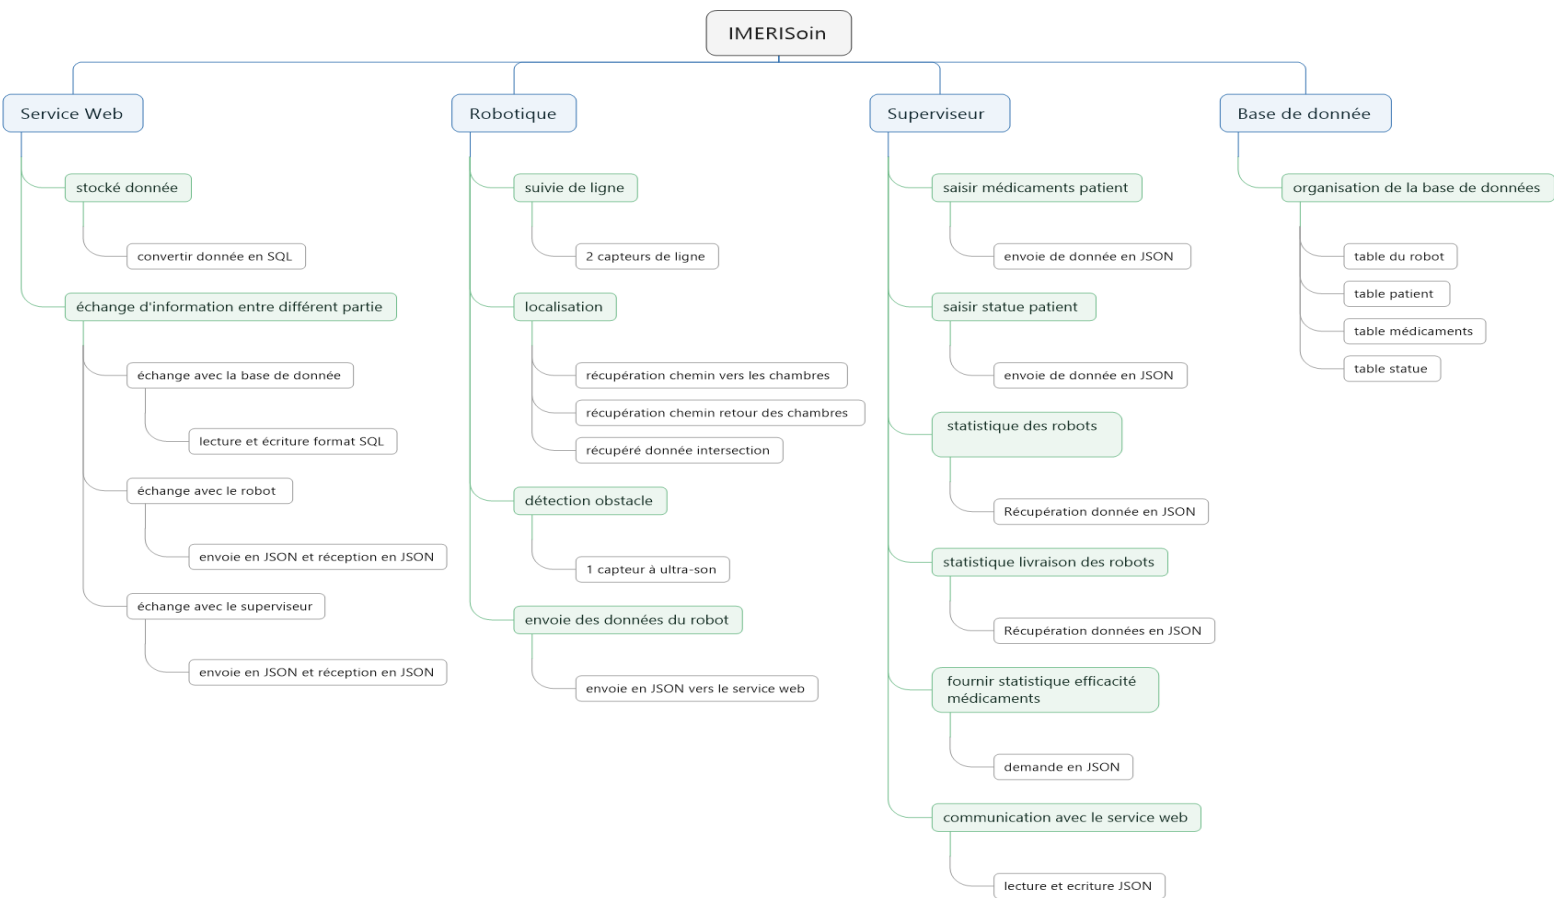 IMERISoin
Service Web
stocké donnée
convertir donnée en SQL
échange d'information entre différent partie
échange avec la base de donnée
lecture et écriture format SQL
échange avec le robot
envoie en JSON et réception en JSON
échange avec le superviseur
envoie en JSON et réception en JSON
Robotique
suivie de ligne
2 capteurs de ligne
localisation
récupération chemin vers les chambres
récupération chemin retour des chambres
récupéré donnée intersection
détection obstacle
1 capteur à ultra-son
envoie des données du robot
envoie en JSON vers le service web
Superviseur
saisir médicaments patient
envoie de donnée en JSON
saisir statue patient
envoie de donnée en JSON
statistique des robots
Récupération donnée en JSON
statistique livraison des robots
Récupération données en JSON
fournir statistique efficacité
médicaments
demande en JSON
communication avec le service web
lecture et ecriture JSON
Base de donnée
organisation de la base de données
table du robot
table patient
table médicaments
table statue